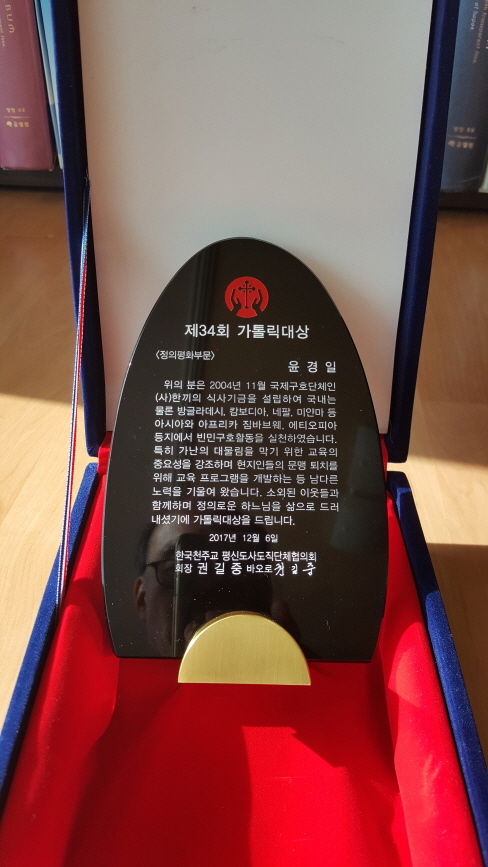 BUM
제34회 가톨릭대상
<정의평화부문>
윤경일
위의 분은 2004년 11월 국제구호단체인
(사)한끼의 식사기금을 설립하여 국내는
물론 방글라데시, 캄보디아, 네팔, 미얀마 등
아시아와 아프리카 짐바브웨, 에티오피아
등지에서 빈민구호활동을 실천하였습니다.
특히 가난의 대물림을 막기 위한 교육의
중요성을 강조하며 현지인들의 문맹 퇴치를
위해 교육 프로그램을 개발하는 등 남다른
노력을 기울여 왔습니다. 소외된 이웃들과
함께하며 정의로운 하느님을 삶으로 드러
내셨기에 가톨릭대상을 드립니다.
2017년 12월 6일
한국천주교 평신도사도직단체협의회
회장 권길중 바오로 권길중